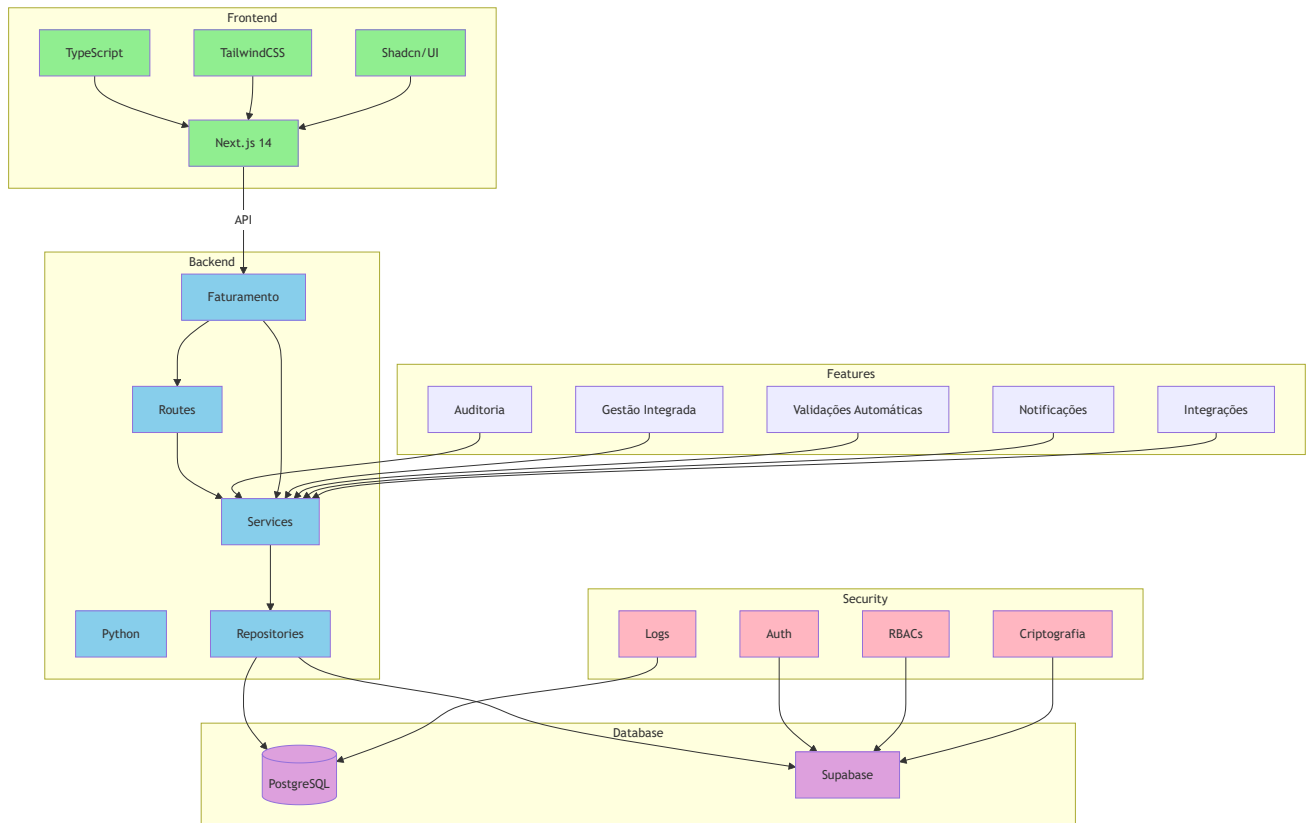 Frontend
TypeScript
TailwindCSS
Shadcn/UI
Next.js 14
API
Backend
Faturamento
Routes
Features
Auditoria
Gestão Integrada
Validações Automáticas
Notificações
Integrações
Services
Python
Repositories
Security
Logs
Auth
RBACs
Criptografia
Database
PostgreSQL
Supabase